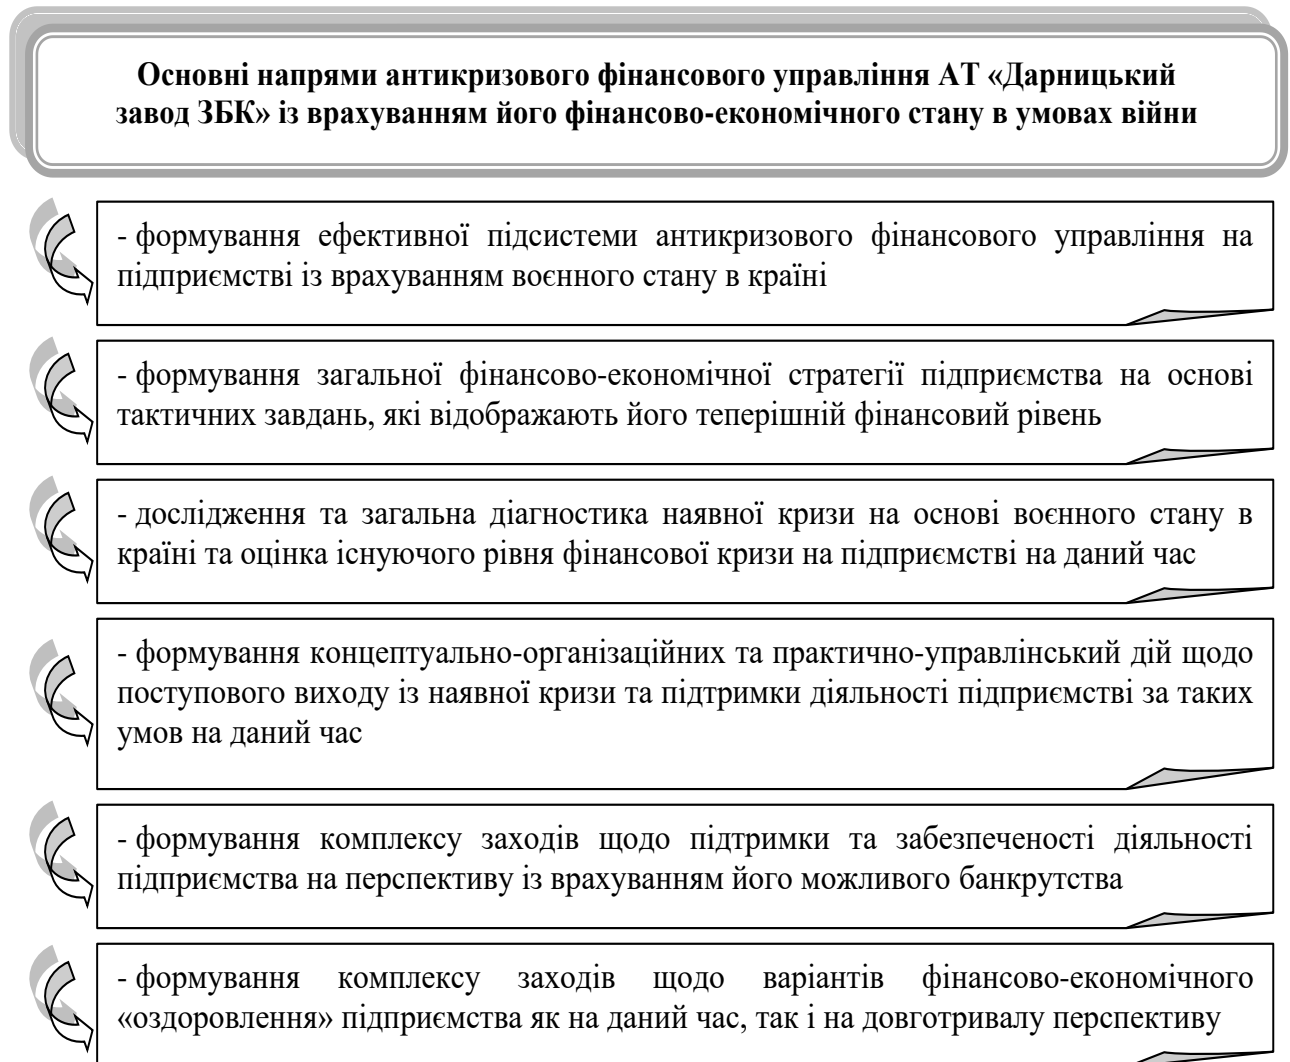 Основні напрями антикризового фінансового управління АТ «Дарницький
завод ЗБК» із врахуванням його фінансово-економічного стану в умовах війни
- формування ефективної підсистеми антикризового фінансового управління на
підприємстві із врахуванням воєнного стану в країні
- формування загальної фінансово-економічної стратегії підприємства на основі
тактичних завдань, які відображають його теперішній фінансовий рівень
- дослідження та загальна діагностика наявної кризи на основі воєнного стану в
країні та оцінка існуючого рівня фінансової кризи на підприємстві на даний час
- формування концептуально-організаційних та практично-управлінський дій щодо
поступового виходу із наявної кризи та підтримки діяльності підприємстві за таких
умов на даний час
- формування комплексу заходів щодо підтримки та забезпеченості діяльності
підприємства на перспективу із врахуванням його можливого банкрутства
- формування комплексу заходів щодо варіантів фінансово-економічного
«оздоровлення» підприємства як на даний час, так і на довготривалу перспективу